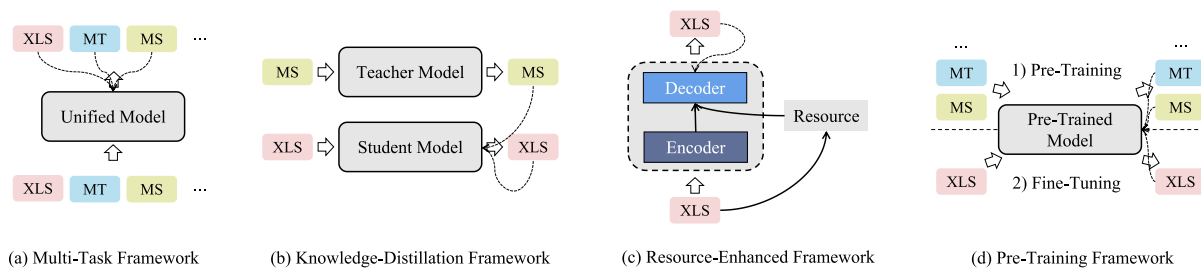 XLS MT MS ...
Unified Model
XLS MT MS ...
(a) Multi-Task Framework
MS Teacher Model MS
XLS Student Model XLS
(b) Knowledge-Distillation Framework
XLS
Decoder
Resource
Encoder
XLS
(c) Resource-Enhanced Framework
... ...
MT 1) Pre-Training MT
MS MS
Pre-Trained
Model
XLS 2) Fine-Tuning XLS
(d) Pre-Training Framework